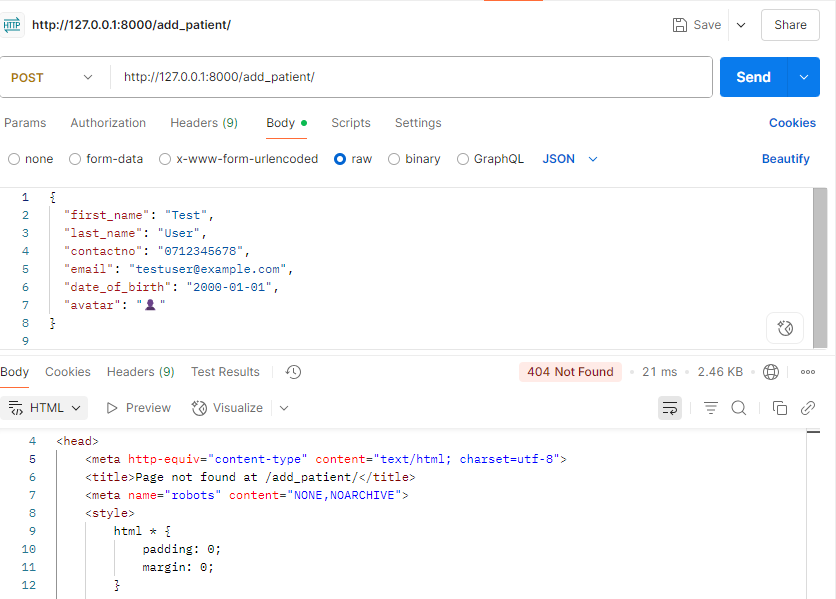 HTTP http://127.0.0.1:8000/add_patient/ Save Share
POST http://127.0.0.1:8000/add_patient/ Send
Params Authorization Headers (9) Body Scripts Settings Cookies
none form-data x-www-form-urlencoded raw binary GraphQL JSON Beautify
1 {
2 "first_name": "Test",
3 "last_name": "User",
4 "contactno": "0712345678",
5 "email": "testuser@example.com",
6 "date_of_birth": "2000-01-01",
7 "avatar": "👤"
8 }
9
Body Cookies Headers (9) Test Results 404 Not Found 21 ms 2.46 KB
HTML Preview Visualize
4 <head>
5 <meta http-equiv="content-type" content="text/html; charset=utf-8">
6 <title>Page not found at /add_patient/</title>
7 <meta name="robots" content="NONE,NOARCHIVE">
8 <style>
9 html * {
10 padding: 0;
11 margin: 0;
12 }